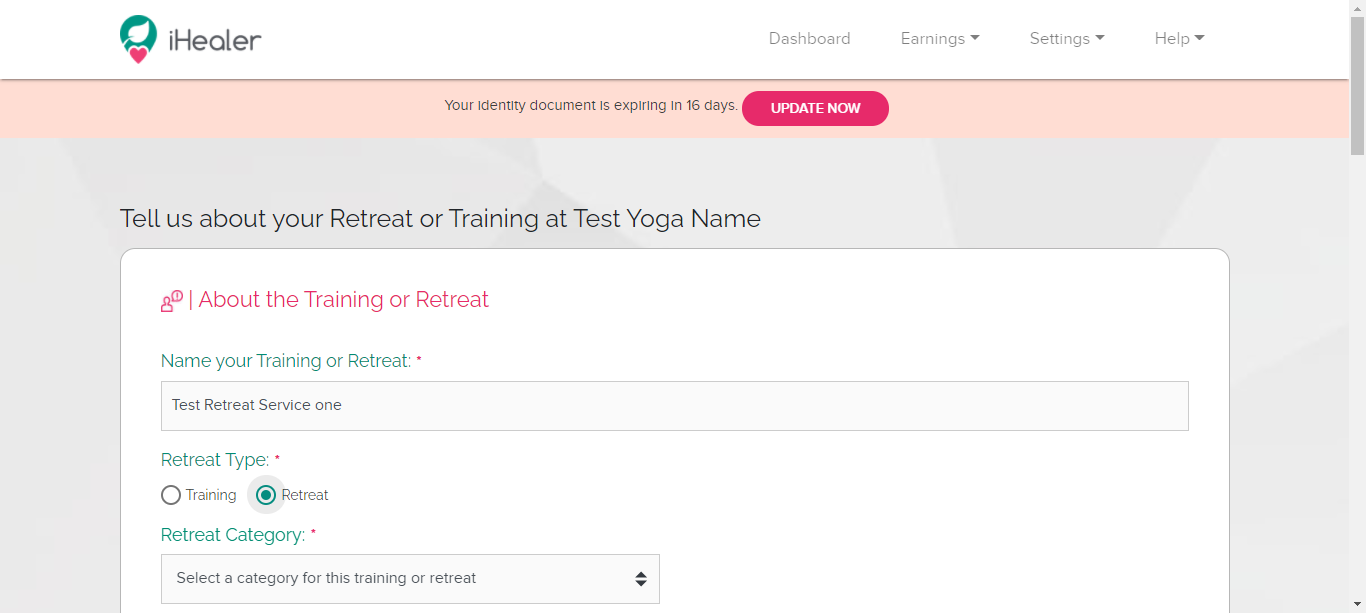 iHealer
Dashboard Earnings Settings Help
Your identity document is expiring in 16 days. UPDATE NOW
Tell us about your Retreat or Training at Test Yoga Name
| About the Training or Retreat
Name your Training or Retreat: *
Test Retreat Service one
Retreat Type: *
Training Retreat
Retreat Category: *
Select a category for this training or retreat